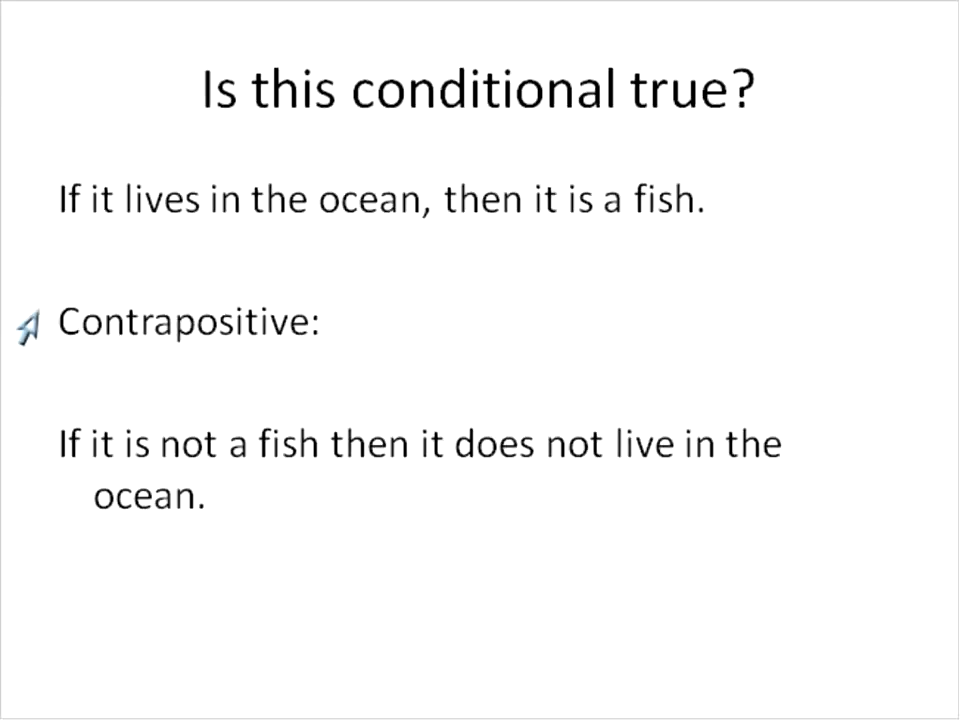 Is this conditional true?
If it lives in the ocean, then it is a fish.
Contrapositive:
If it is not a fish then it does not live in the
ocean.